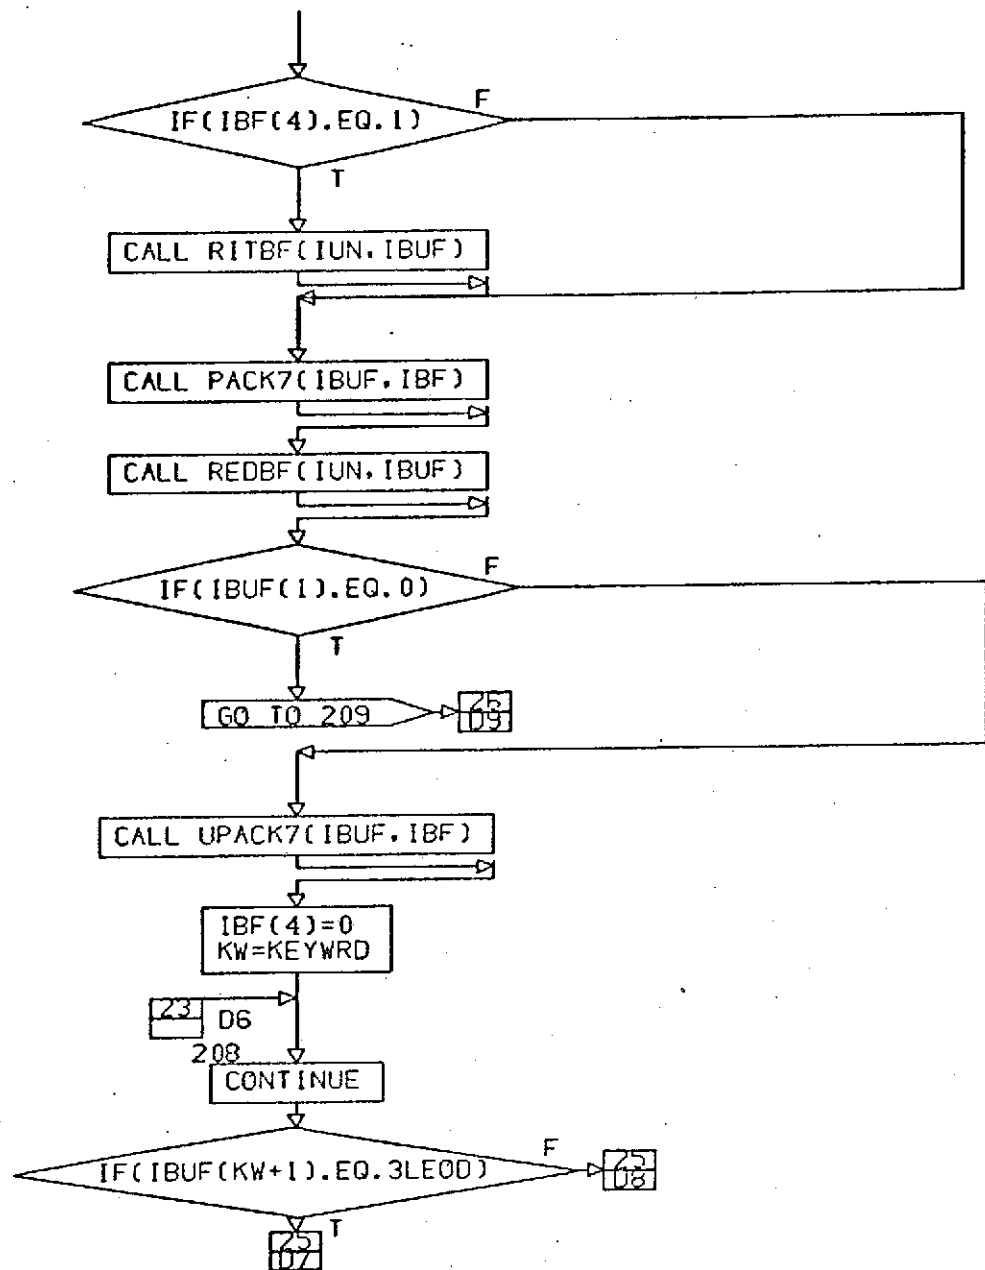 F
IF(IBF(4).EQ.1)
T
CALL RITBF(IUN,IBUF)
CALL PACK7(IBUF,IBF)
CALL REDBF(IUN,IBUF)
F
IF(IBUF(1).EQ.0)
T
GO TO 209
25
D9
CALL UPACK7(IBUF,IBF)
IBF(4)=0
KW=KEYWRD
23
D6
208
CONTINUE
F
IF(IBUF(KW+1).EQ.3LEOD)
25
D8
T
25
D7